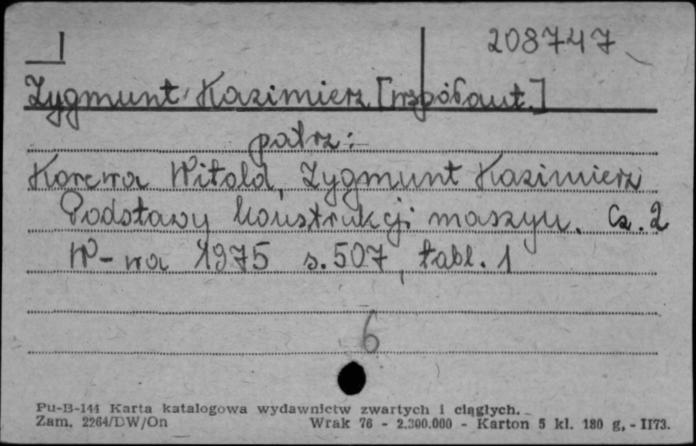 I 208747
Zygmunt Kazimierz [współaut.]
patrz:
Korewa Witold, Zygmunt Kazimierz
Podstawy konstrukcji maszyn. Cz. 2
W-wa 1975 s. 507, tabl. 1
6
Pu-B-144 Karta katalogowa wydawnictw zwartych i ciągłych.
Zam. 2264/DW/On Wrak 76 - 2.300.000 - Karton 5 kl. 180 g, - II73.